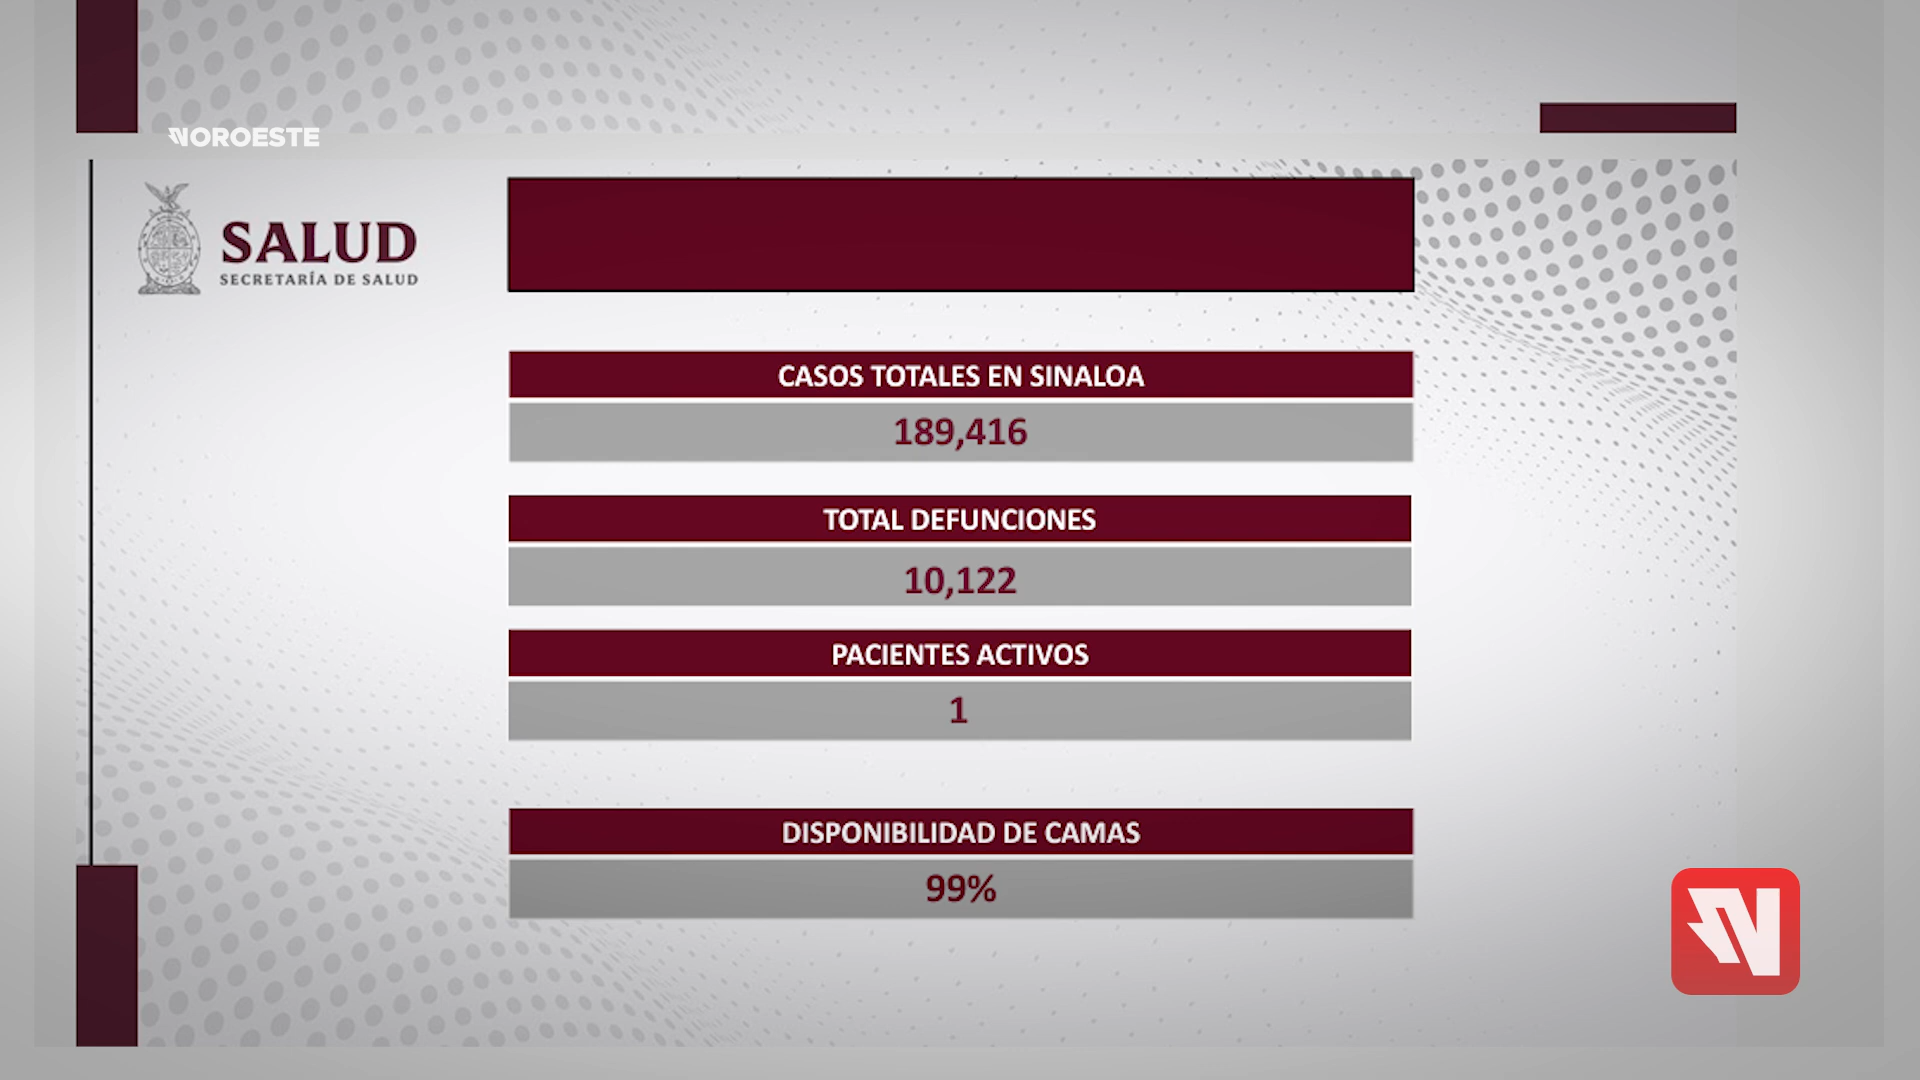 NOROESTE
SALUD
SECRETARÍA DE SALUD
CASOS TOTALES EN SINALOA
189,416
TOTAL DEFUNCIONES
10,122
PACIENTES ACTIVOS
1
DISPONIBILIDAD DE CAMAS
99%
N